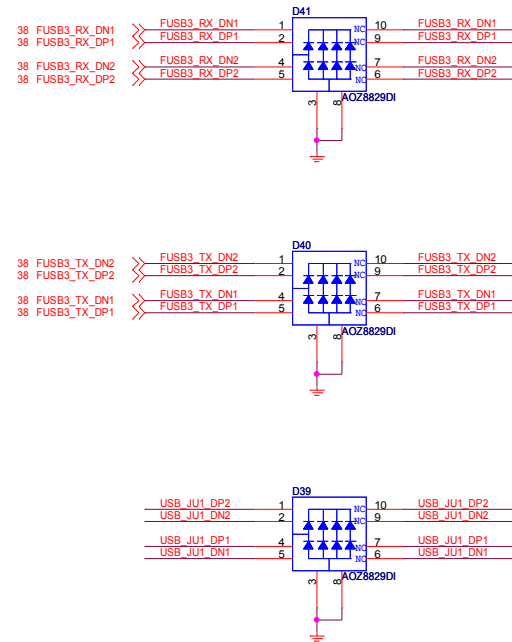 D41
38 FUSB3_RX_DN1 FUSB3_RX_DN1 1 NC 10 FUSB3_RX_DN1
38 FUSB3_RX_DP1 FUSB3_RX_DP1 2 NC 9 FUSB3_RX_DP1
38 FUSB3_RX_DN2 FUSB3_RX_DN2 4 NC 7 FUSB3_RX_DN2
38 FUSB3_RX_DP2 FUSB3_RX_DP2 5 NC 6 FUSB3_RX_DP2
AOZ8829DI
3 8
D40
38 FUSB3_TX_DN2 FUSB3_TX_DN2 1 NC 10 FUSB3_TX_DN2
38 FUSB3_TX_DP2 FUSB3_TX_DP2 2 NC 9 FUSB3_TX_DP2
38 FUSB3_TX_DN1 FUSB3_TX_DN1 4 NC 7 FUSB3_TX_DN1
38 FUSB3_TX_DP1 FUSB3_TX_DP1 5 NC 6 FUSB3_TX_DP1
AOZ8829DI
3 8
D39
USB_JU1_DP2 1 NC 10 USB_JU1_DP2
USB_JU1_DN2 2 NC 9 USB_JU1_DN2
USB_JU1_DP1 4 NC 7 USB_JU1_DP1
USB_JU1_DN1 5 NC 6 USB_JU1_DN1
AOZ8829DI
3 8